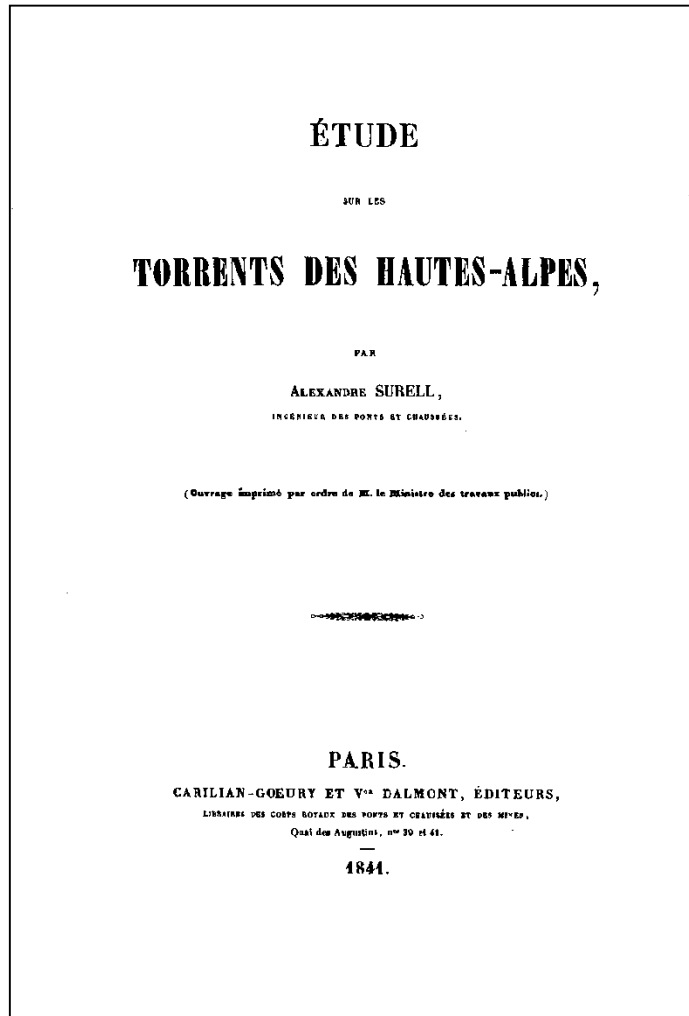 ÉTUDE
SUR LES
TORRENTS DES HAUTES-ALPES,
PAR
ALEXANDRE SURELL,
INGÉNIEUR DES PONTS ET CHAUSSÉES.
(Ouvrage imprimé par ordre de M. le Ministre des travaux publics.)
PARIS.
CARILIAN-GOEURY ET Vor DALMONT, ÉDITEURS,
LIBRAIRES DES CORPS ROYAUX DES PONTS ET CHAUSSÉES ET DES MINES,
Quai des Augustins, nos 39 et 41.
1841.